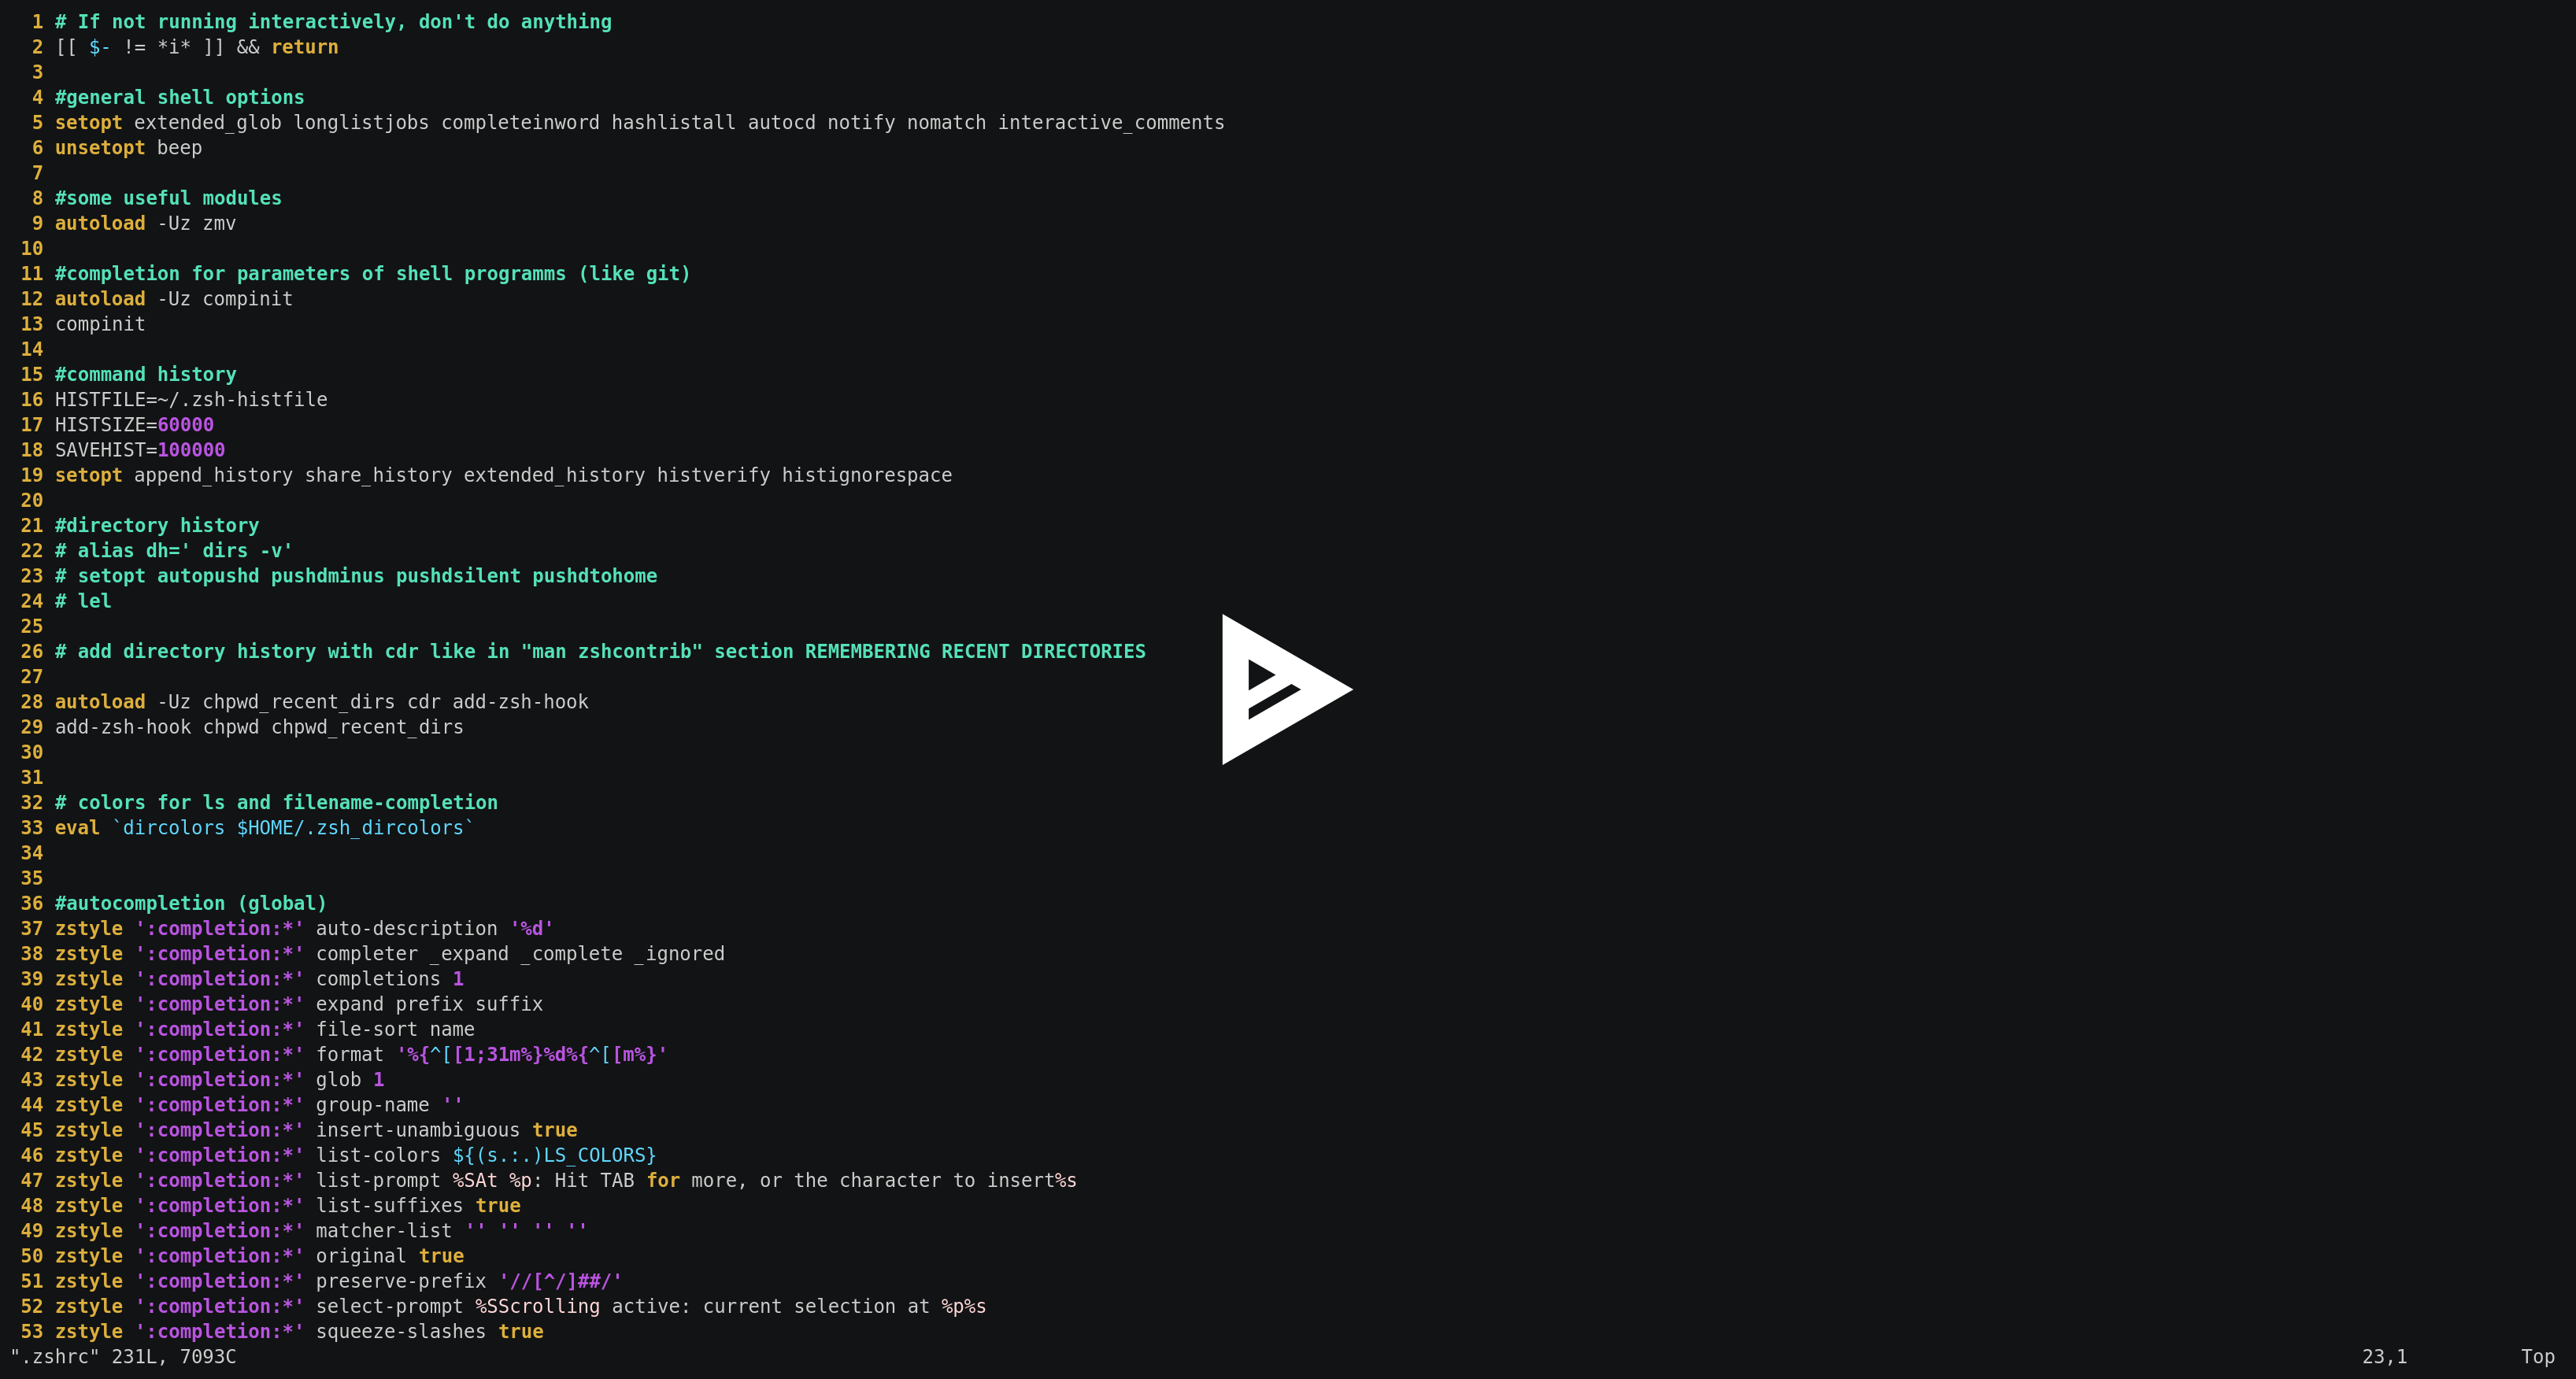 1 # If not running interactively, don't do anything
2 [[ $- != *i* ]] && return
3
4 #general shell options
5 setopt extended_glob longlistjobs completeinword hashlistall autocd notify nomatch interactive_comments
6 unsetopt beep
7
8 #some useful modules
9 autoload -Uz zmv
10
11 #completion for parameters of shell programms (like git)
12 autoload -Uz compinit
13 compinit
14
15 #command history
16 HISTFILE=~/.zsh-histfile
17 HISTSIZE=60000
18 SAVEHIST=100000
19 setopt append_history share_history extended_history histverify histignorespace
20
21 #directory history
22 # alias dh=' dirs -v'
23 # setopt autopushd pushdminus pushdsilent pushdtohome
24 # lel
25
26 # add directory history with cdr like in "man zshcontrib" section REMEMBERING RECENT DIRECTORIES
27
28 autoload -Uz chpwd_recent_dirs cdr add-zsh-hook
29 add-zsh-hook chpwd chpwd_recent_dirs
30
31
32 # colors for ls and filename-completion
33 eval `dircolors $HOME/.zsh_dircolors`
34
35
36 #autocompletion (global)
37 zstyle ':completion:*' auto-description '%d'
38 zstyle ':completion:*' completer _expand _complete _ignored
39 zstyle ':completion:*' completions 1
40 zstyle ':completion:*' expand prefix suffix
41 zstyle ':completion:*' file-sort name
42 zstyle ':completion:*' format '%{^[[1;31m%}%d%{^[[m%}'
43 zstyle ':completion:*' glob 1
44 zstyle ':completion:*' group-name ''
45 zstyle ':completion:*' insert-unambiguous true
46 zstyle ':completion:*' list-colors ${(s.:.)LS_COLORS}
47 zstyle ':completion:*' list-prompt %SAt %p: Hit TAB for more, or the character to insert%s
48 zstyle ':completion:*' list-suffixes true
49 zstyle ':completion:*' matcher-list '' '' '' ''
50 zstyle ':completion:*' original true
51 zstyle ':completion:*' preserve-prefix '//[^/]##/'
52 zstyle ':completion:*' select-prompt %SScrolling active: current selection at %p%s
53 zstyle ':completion:*' squeeze-slashes true
".zshrc" 231L, 7093C 23,1 Top